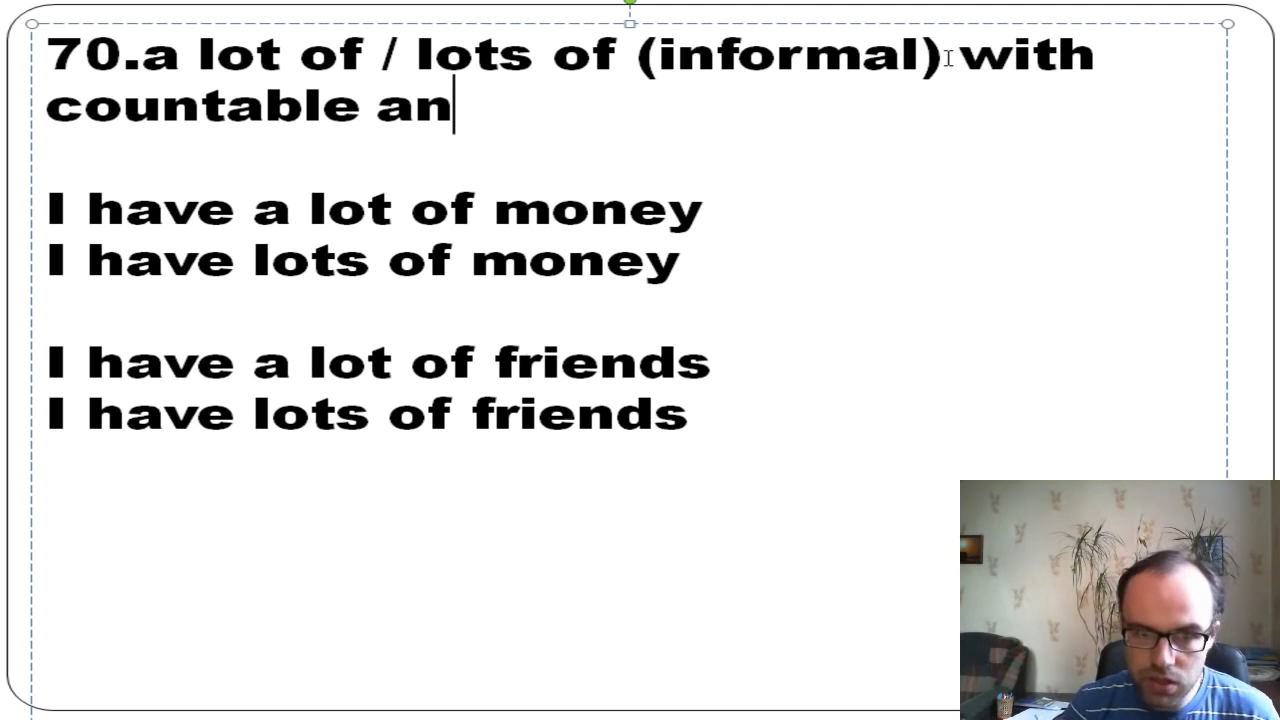 70.a lot of / lots of (informal) with
countable an
I have a lot of money
I have lots of money
I have a lot of friends
I have lots of friends